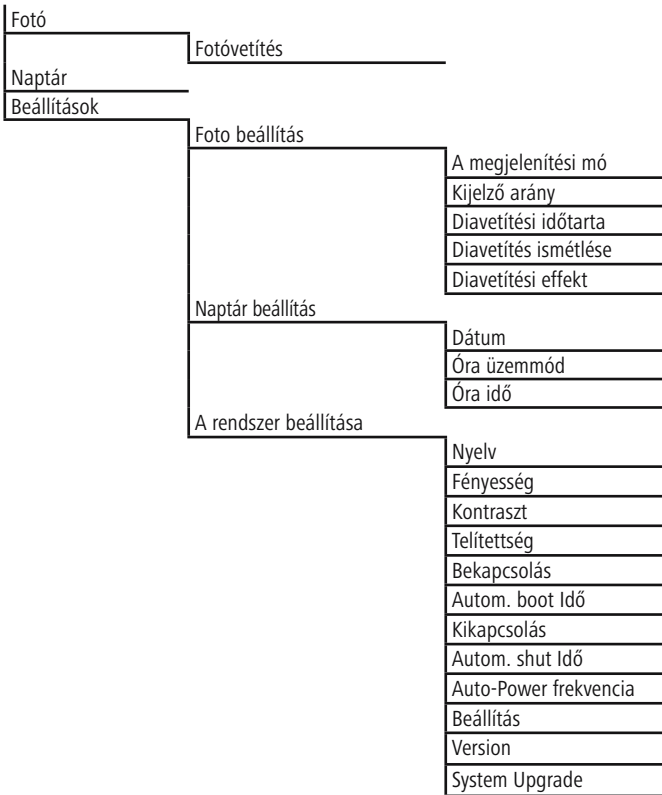 Fotó
Fotóvetítés
Naptár
Beállítások
Foto beállítás
A megjelenítési mó
Kijelző arány
Diavetítési időtarta
Diavetítés ismétlése
Diavetítési effekt
Naptár beállítás
Dátum
Óra üzemmód
Óra idő
A rendszer beállítása
Nyelv
Fényesség
Kontraszt
Telítettség
Bekapcsolás
Autom. boot Idő
Kikapcsolás
Autom. shut Idő
Auto-Power frekvencia
Beállítás
Version
System Upgrade